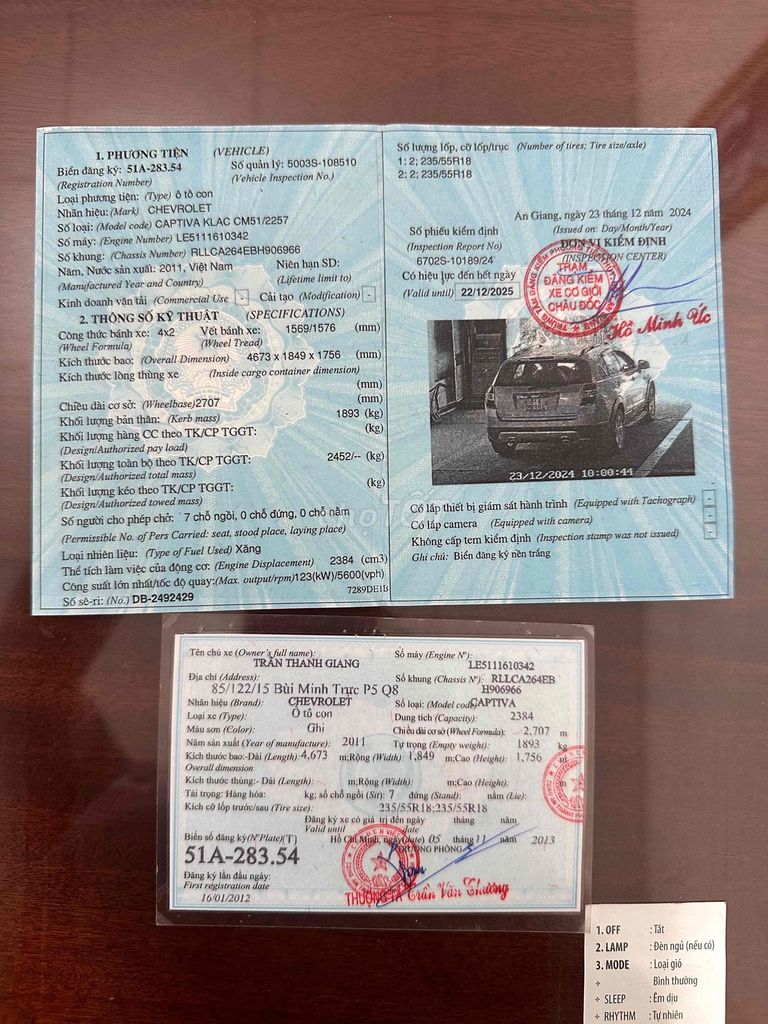 1. PHƯƠNG TIỆN (VEHICLE)
Biển đăng ký: 51A-283.54 Số quản lý: 5003S-108510
(Registration Number) (Vehicle Inspection No.)
Loại phương tiện: (Type) ô tô con
Nhãn hiệu: (Mark) CHEVROLET
Số loại: (Model code) CAPTIVA KLAC CM51/2257
Số máy: (Engine Number) LE5111610342
Số khung: (Chassis Number) RLLCA264EBH906966
Năm, Nước sản xuất: 2011, Việt Nam Niên hạn SD:
(Manufactured Year and Country) (Lifetime limit to)
Kinh doanh vận tải (Commercial Use - Cải tạo (Modification) -
2. THÔNG SỐ KỸ THUẬT (SPECIFICATIONS)
Công thức bánh xe: 4x2 Vết bánh xe: 1569/1576 (mm)
(Wheel Formula) (Wheel Tread)
Kích thước bao: (Overall Dimension) 4673 x 1849 x 1756 (mm)
Kích thước lòng thùng xe (Inside cargo container dimension)
(mm)
Chiều dài cơ sở: (Wheelbase) 2707 (mm)
Khối lượng bản thân: (Kerb mass) 1893 (kg)
Khối lượng hàng CC theo TK/CP TGGT: (kg)
(Design/Authorized pay load)
Khối lượng toàn bộ theo TK/CP TGGT: 2452/-- (kg)
(Design/Authorized total mass)
Khối lượng kéo theo TK/CP TGGT: (kg)
(Design/Authorized towed mass)
Số người cho phép chở: 7 chỗ ngồi, 0 chỗ đứng, 0 chỗ nằm
(Permissible No. of Pers Carried: seat, stood place, laying place)
Loại nhiên liệu: (Type of Fuel Used) Xăng
Thể tích làm việc của động cơ: (Engine Displacement) 2384 (cm3)
Công suất lớn nhất/tốc độ quay:(Max. output/rpm)123(kW)/5600(vph)
Số sê-ri: (No.) DB-2492429 7289DE1B
Số lượng lốp, cỡ lốp/trục (Number of tires; Tire size/axle)
1: 2; 235/55R18
2: 2; 235/55R18
An Giang, ngày 23 tháng 12 năm 2024
Số phiếu kiểm định (Issued on: Day/Month/Year)
(Inspection Report No) ĐƠN VỊ KIỂM ĐỊNH
6702S-10189/24 (INSPECTION CENTER)
Có hiệu lực đến hết ngày
(Valid until) 22/12/2025
TRẠM
ĐĂNG KIỂM
XE CƠ GIỚI
CHÂU ĐỐC
Hồ Minh Úc
23/12/2024 10:00:44
Chợ Tốt
Có lắp thiết bị giám sát hành trình (Equipped with Tachograph) -
Có lắp camera (Equipped with camera) -
Không cấp tem kiểm định (Inspection stamp was not issued) -
Ghi chú: Biển đăng ký nền trắng
Tên chủ xe (Owner's full name): Số máy (Engine Nº):
TRẦN THANH GIANG LE5111610342
Địa chỉ (Address): Số khung (Chassis Nº): RLLCA264EB
85/122/15 Bùi Minh Trực P5 Q8 H906966
Nhãn hiệu (Brand): CHEVROLET Số loại: (Model code) CAPTIVA
Loại xe (Type): Ô tô con Dung tích (Capacity): 2384
Màu sơn (Color): Ghi Chiều dài cơ sở (Wheel Formula): 2.707 m
Năm sản xuất (Year of manufacture): 2011 Tự trọng (Empty weight): 1893 kg
Kích thước bao:-Dài (Length): 4,673 m;Rộng (Width): 1,849 m;Cao (Height): 1,756 m
Overall dimension
Kích thước thùng:- Dài (Length): m;Rộng (Width): m;Cao (Height):
Tải trọng: Hàng hóa: kg; số chỗ ngồi (Sit): 7 đứng (Stand): nằm (Lie):
Kích cỡ lốp trước/sau (Tire size): 235/55R18;235/55R18
Đăng ký xe có giá trị đến ngày tháng năm
Valid until date
Biển số đăng ký(NºPlate)(T) Hồ Chí Minh, ngày(date) 05 tháng 11 năm 2013
51A-283.54 TRƯỞNG PHÒNG
Đăng ký lần đầu ngày:
First registration date
16/01/2012 THƯỢNG TÁ Trần Văn Thương
1. OFF : Tắt
2. LAMP : Đèn ngủ (nếu có)
3. MODE : Loại gió
÷ Bình thường
÷ SLEEP : Êm dịu
÷ RHYTHM : Tự nhiên